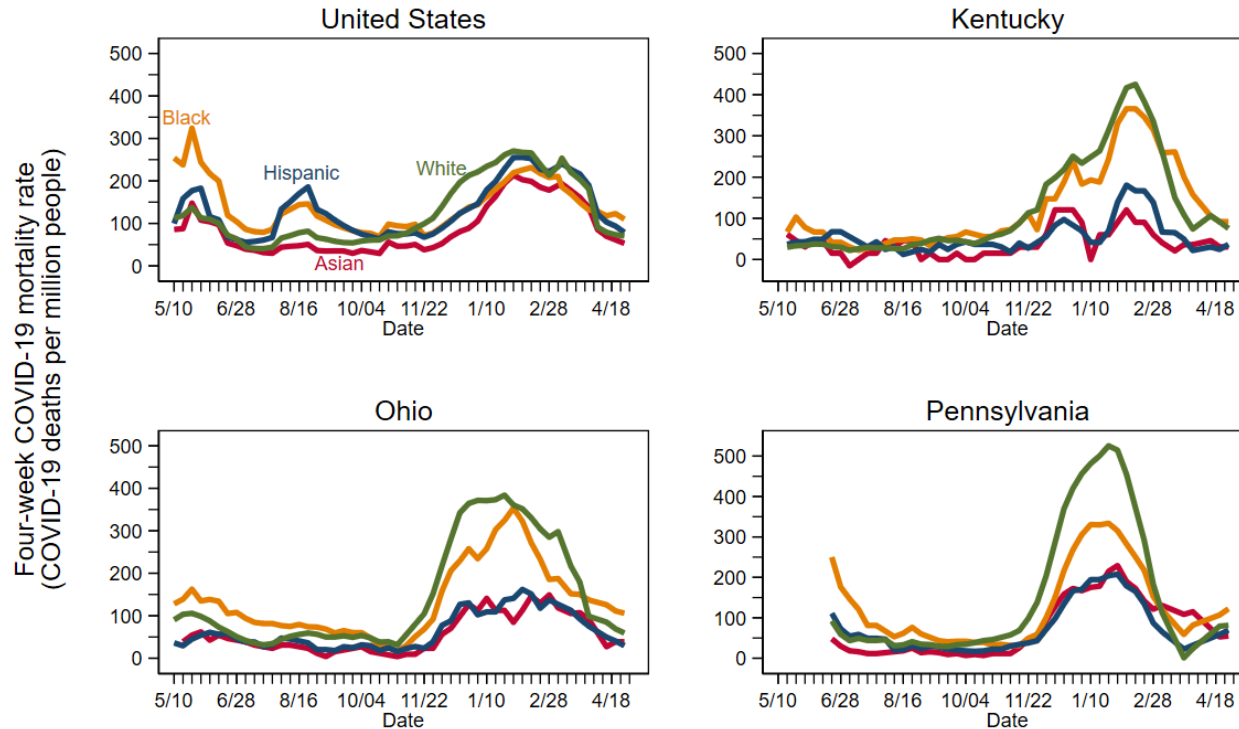 United States
Kentucky
500
400
300
200
100
0
Black
Hispanic
White
Asian
5/10 6/28 8/16 10/04 11/22 1/10 2/28 4/18
Date
500
400
300
200
100
0
5/10 6/28 8/16 10/04 11/22 1/10 2/28 4/18
Date
Four-week COVID-19 mortality rate
(COVID-19 deaths per million people)
Ohio
Pennsylvania
500
400
300
200
100
0
5/10 6/28 8/16 10/04 11/22 1/10 2/28 4/18
Date
500
400
300
200
100
0
5/10 6/28 8/16 10/04 11/22 1/10 2/28 4/18
Date